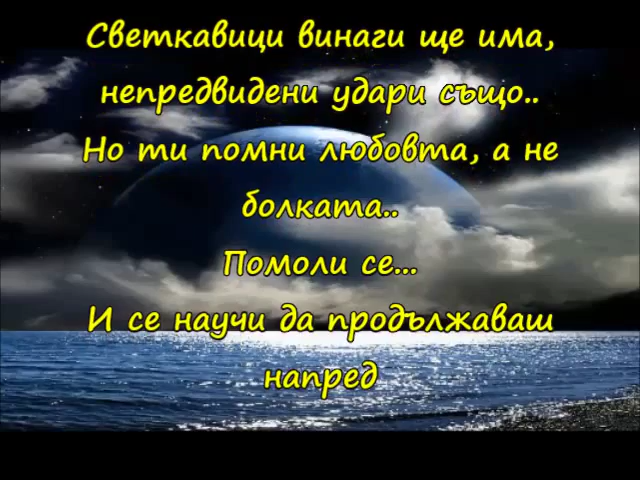 Светкавици винаги ще има,
непредвидени удари също..
Но ти помни любовта, а не
болката..
Помоли се...
И се научи да продължаваш
напред